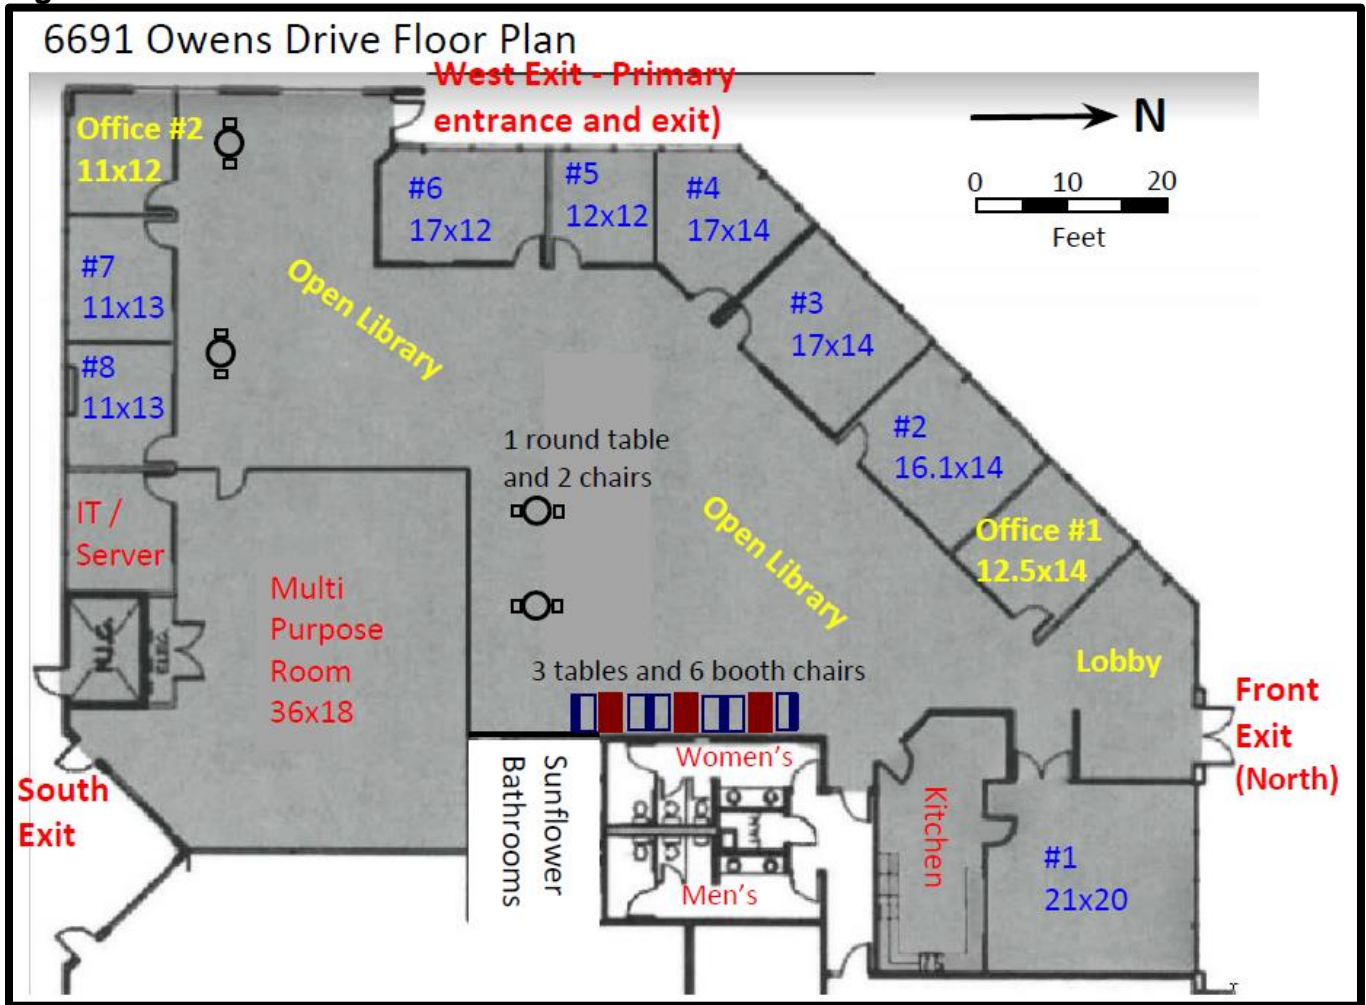 6691 Owens Drive Floor Plan
West Exit - Primary
entrance and exit)
N
0 10 20
Feet
Office #2
11x12
#6
17x12
#5
12x12
#4
17x14
#7
11x13
#3
17x14
#8
11x13
Open Library
#2
16.1x14
1 round table
and 2 chairs
IT /
Server
Open Library
Office #1
12.5x14
Multi
Purpose
Room
36x18
ELEC.
3 tables and 6 booth chairs
Lobby
Front
Exit
(North)
South
Exit
Sunflower
Bathrooms
Women's
Men's
Kitchen
#1
21x20